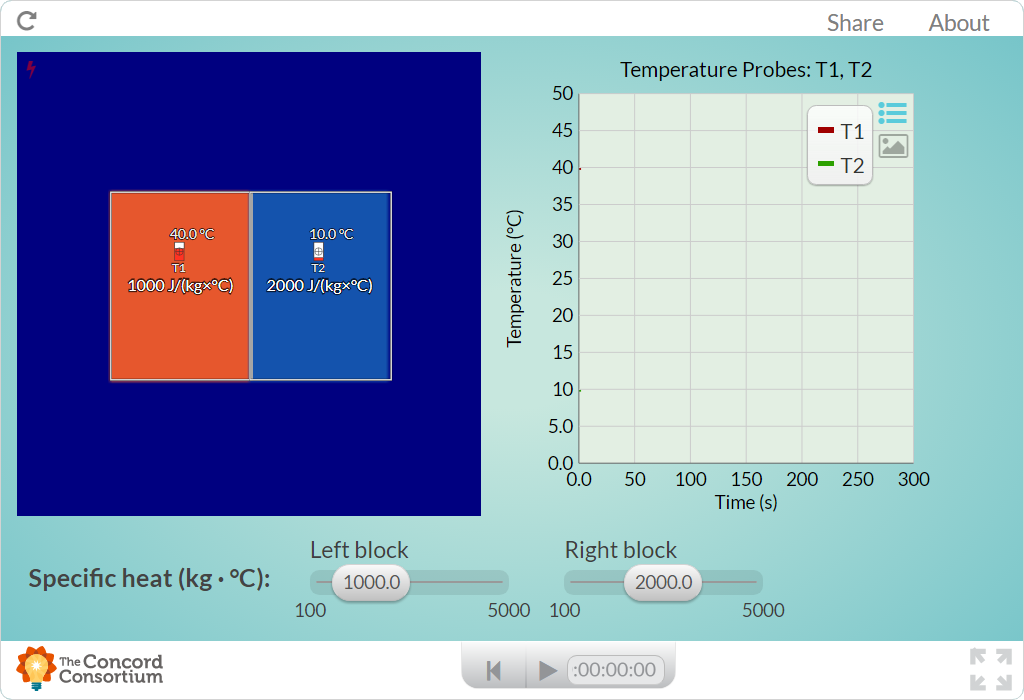 Share About
Temperature Probes: T1, T2
50
45
40
35
30
25
20
15
10
5.0
0.0
Temperature (°C)
T1
T2
0.0 50 100 150 200 250 300
Time (s)
40.0 °C
T1
1000 J/(kg×°C)
10.0 °C
T2
2000 J/(kg×°C)
Specific heat (kg · °C):
Left block
1000.0
100 5000
Right block
2000.0
100 5000
The Concord
Consortium
:00:00:00